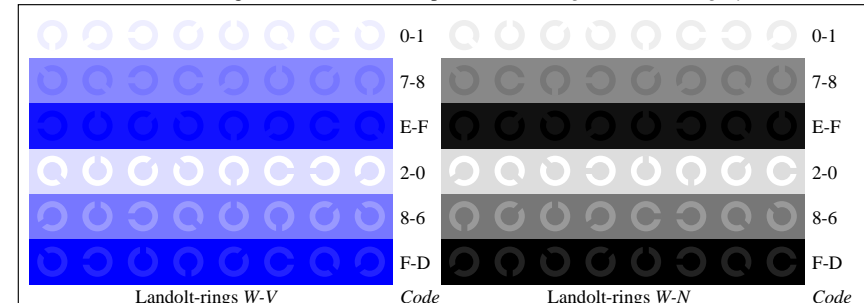 0-1 0-1
7-8 7-8
E-F E-F
2-0 2-0
8-6 8-6
F-D F-D
Landolt-rings W-V Code Landolt-rings W-N Code